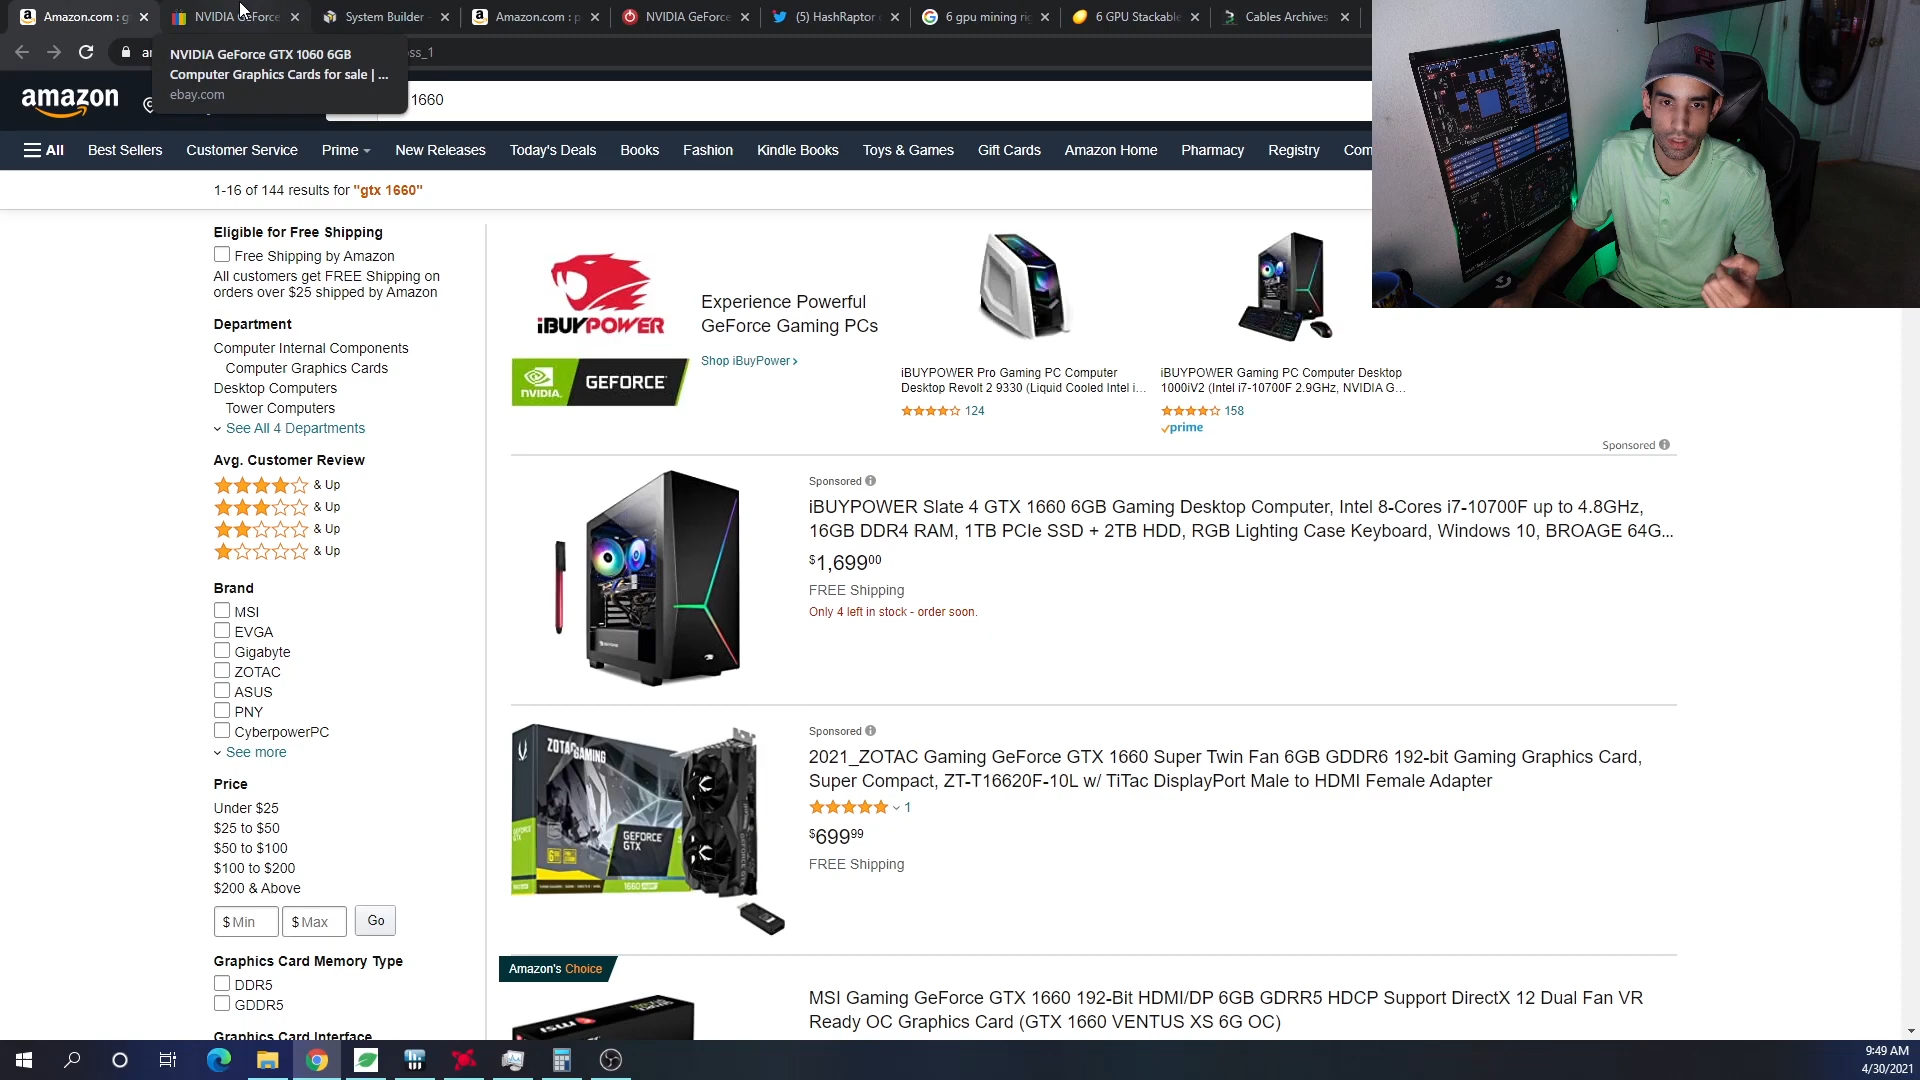 Amazon.com : g
NVIDIA GeForce
System Builder -
Amazon.com : p
NVIDIA GeForce
(5) HashRaptor
6 gpu mining rig
6 GPU Stackable
Cables Archives
NVIDIA GeForce GTX 1060 6GB
Computer Graphics Cards for sale | ...
ebay.com
ss_1
amazon
1660
All
Best Sellers
Customer Service
Prime
New Releases
Today's Deals
Books
Fashion
Kindle Books
Toys & Games
Gift Cards
Amazon Home
Pharmacy
Registry
Com
1-16 of 144 results for "gtx 1660"
Eligible for Free Shipping
Free Shipping by Amazon
All customers get FREE Shipping on
orders over $25 shipped by Amazon
Department
Computer Internal Components
Computer Graphics Cards
Desktop Computers
Tower Computers
See All 4 Departments
Avg. Customer Review
& Up
& Up
& Up
& Up
Brand
MSI
EVGA
Gigabyte
ZOTAC
ASUS
PNY
CyberpowerPC
See more
Price
Under $25
$25 to $50
$50 to $100
$100 to $200
$200 & Above
$ Min
$ Max
Go
Graphics Card Memory Type
DDR5
GDDR5
Graphics Card Interface
iBUYPOWER
NVIDIA.
GEFORCE
Experience Powerful
GeForce Gaming PCs
Shop iBuyPower ›
iBUYPOWER Pro Gaming PC Computer
Desktop Revolt 2 9330 (Liquid Cooled Intel i...
124
iBUYPOWER Gaming PC Computer Desktop
1000iV2 (Intel i7-10700F 2.9GHz, NVIDIA G...
158
prime
Sponsored
Sponsored
iBUYPOWER Slate 4 GTX 1660 6GB Gaming Desktop Computer, Intel 8-Cores i7-10700F up to 4.8GHz,
16GB DDR4 RAM, 1TB PCIe SSD + 2TB HDD, RGB Lighting Case Keyboard, Windows 10, BROAGE 64G...
$1,69900
FREE Shipping
Only 4 left in stock - order soon.
ZOTAC GAMING
GEFORCE
GTX
1660 SUPER
Sponsored
2021_ZOTAC Gaming GeForce GTX 1660 Super Twin Fan 6GB GDDR6 192-bit Gaming Graphics Card,
Super Compact, ZT-T16620F-10L w/ TiTac DisplayPort Male to HDMI Female Adapter
1
$69999
FREE Shipping
Amazon's Choice
msi
MSI Gaming GeForce GTX 1660 192-Bit HDMI/DP 6GB GDRR5 HDCP Support DirectX 12 Dual Fan VR
Ready OC Graphics Card (GTX 1660 VENTUS XS 6G OC)
9:49 AM
4/30/2021